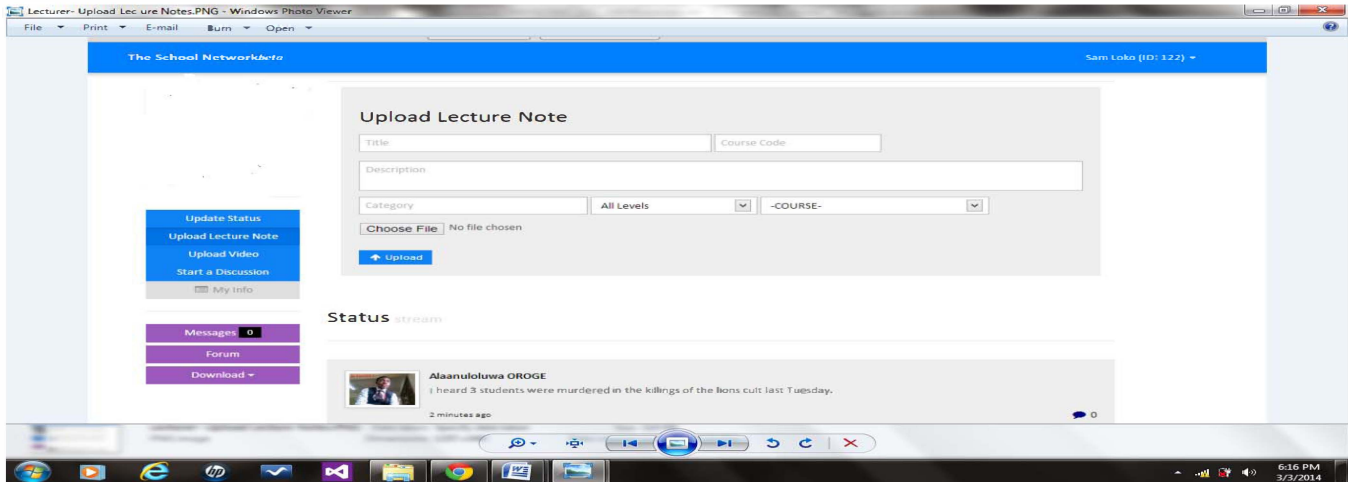 Lecturer- Upload Lec ure Notes.PNG - Windows Photo Viewer
File Print E-mail Burn Open
The School Networkbeta Sam Loko (ID: 122)
Upload Lecture Note
Title Course Code
Description
Category All Levels -COURSE-
Choose File No file chosen
Upload
Update Status
Upload Lecture Note
Upload Video
Start a Discussion
My Info
Messages 0
Forum
Download
Status stream
Alaanuloluwa OROGE
I heard 3 students were murdered in the killings of the lions cult last Tuesday.
2 minutes ago 0
6:16 PM
3/3/2014